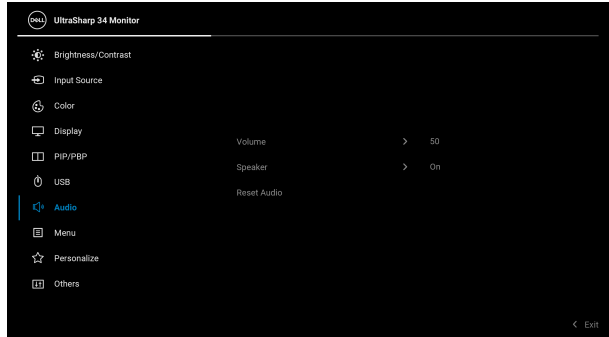 DELL UltraSharp 34 Monitor
Brightness/Contrast
Input Source
Color
Display
Volume 50
PIP/PBP
Speaker On
USB
Reset Audio
Audio
Menu
Personalize
Others
Exit